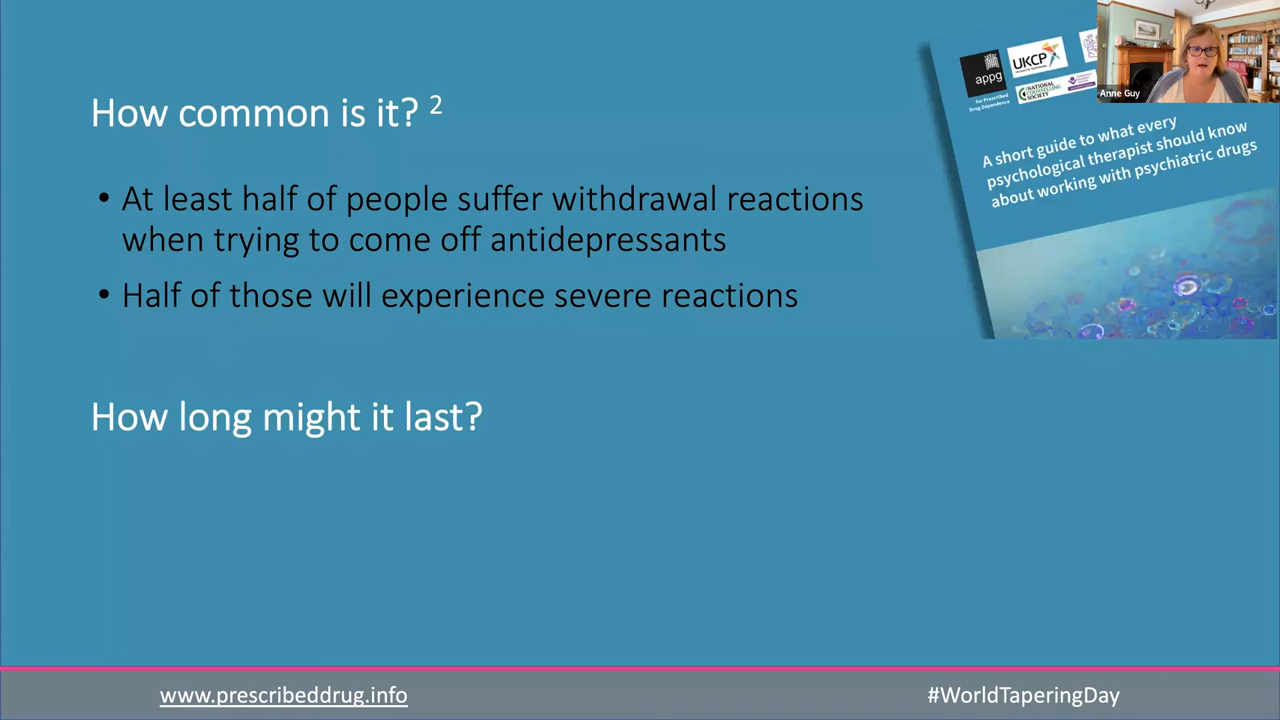 How common is it? 2
• At least half of people suffer withdrawal reactions
when trying to come off antidepressants
• Half of those will experience severe reactions
How long might it last?
appg
for Prescribed
Drug Dependence
UKCP
NATIONAL
COUNSELLING
SOCIETY
A short guide to what every
psychological therapist should know
about working with psychiatric drugs
Anne Guy
www.prescribeddrug.info
#WorldTaperingDay